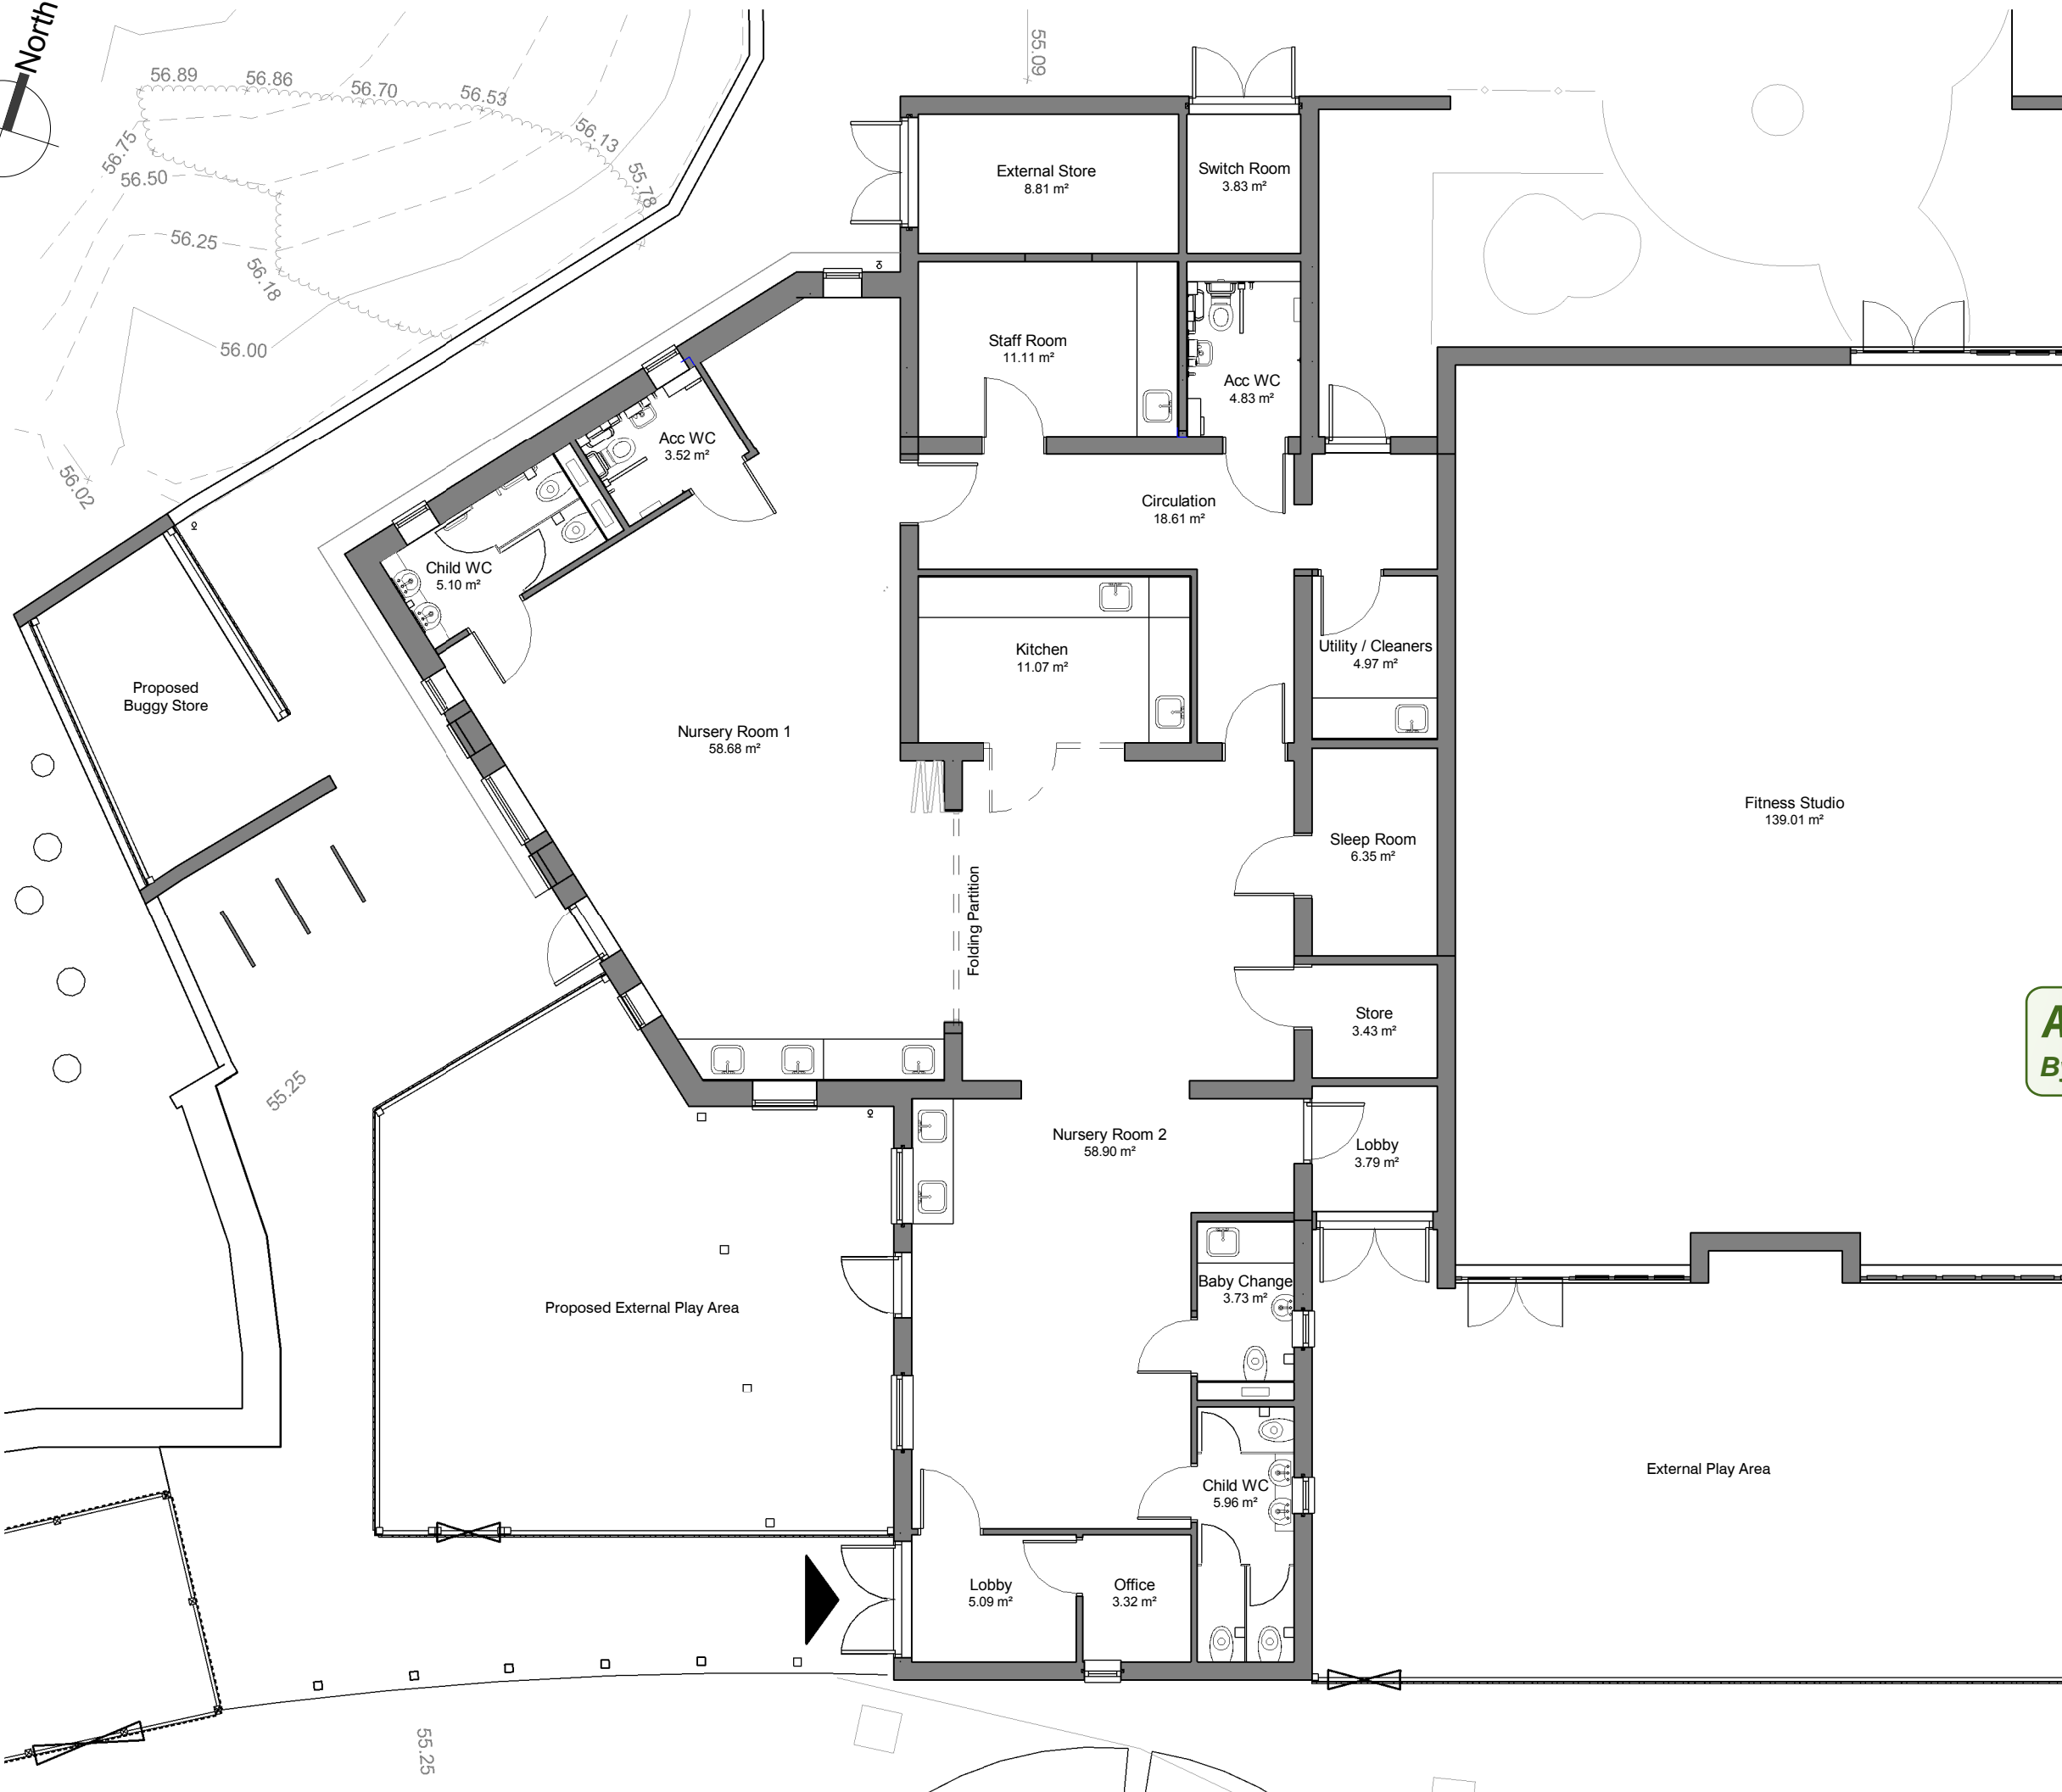 North
55.09
56.89
56.86
56.70
56.53
56.13
55.78
56.75
56.50
56.25
56.18
56.00
56.02
External Store
8.81 m²
Switch Room
3.83 m²
Staff Room
11.11 m²
Acc WC
4.83 m²
Acc WC
3.52 m²
Circulation
18.61 m²
Child WC
5.10 m²
Kitchen
11.07 m²
Utility / Cleaners
4.97 m²
Proposed
Buggy Store
Nursery Room 1
58.68 m²
Fitness Studio
139.01 m²
Sleep Room
6.35 m²
Folding Partition
Store
3.43 m²
A
55.25
Nursery Room 2
58.90 m²
Lobby
3.79 m²
Baby Change
3.73 m²
Proposed External Play Area
External Play Area
Child WC
5.96 m²
Lobby
5.09 m²
Office
3.32 m²
55.25